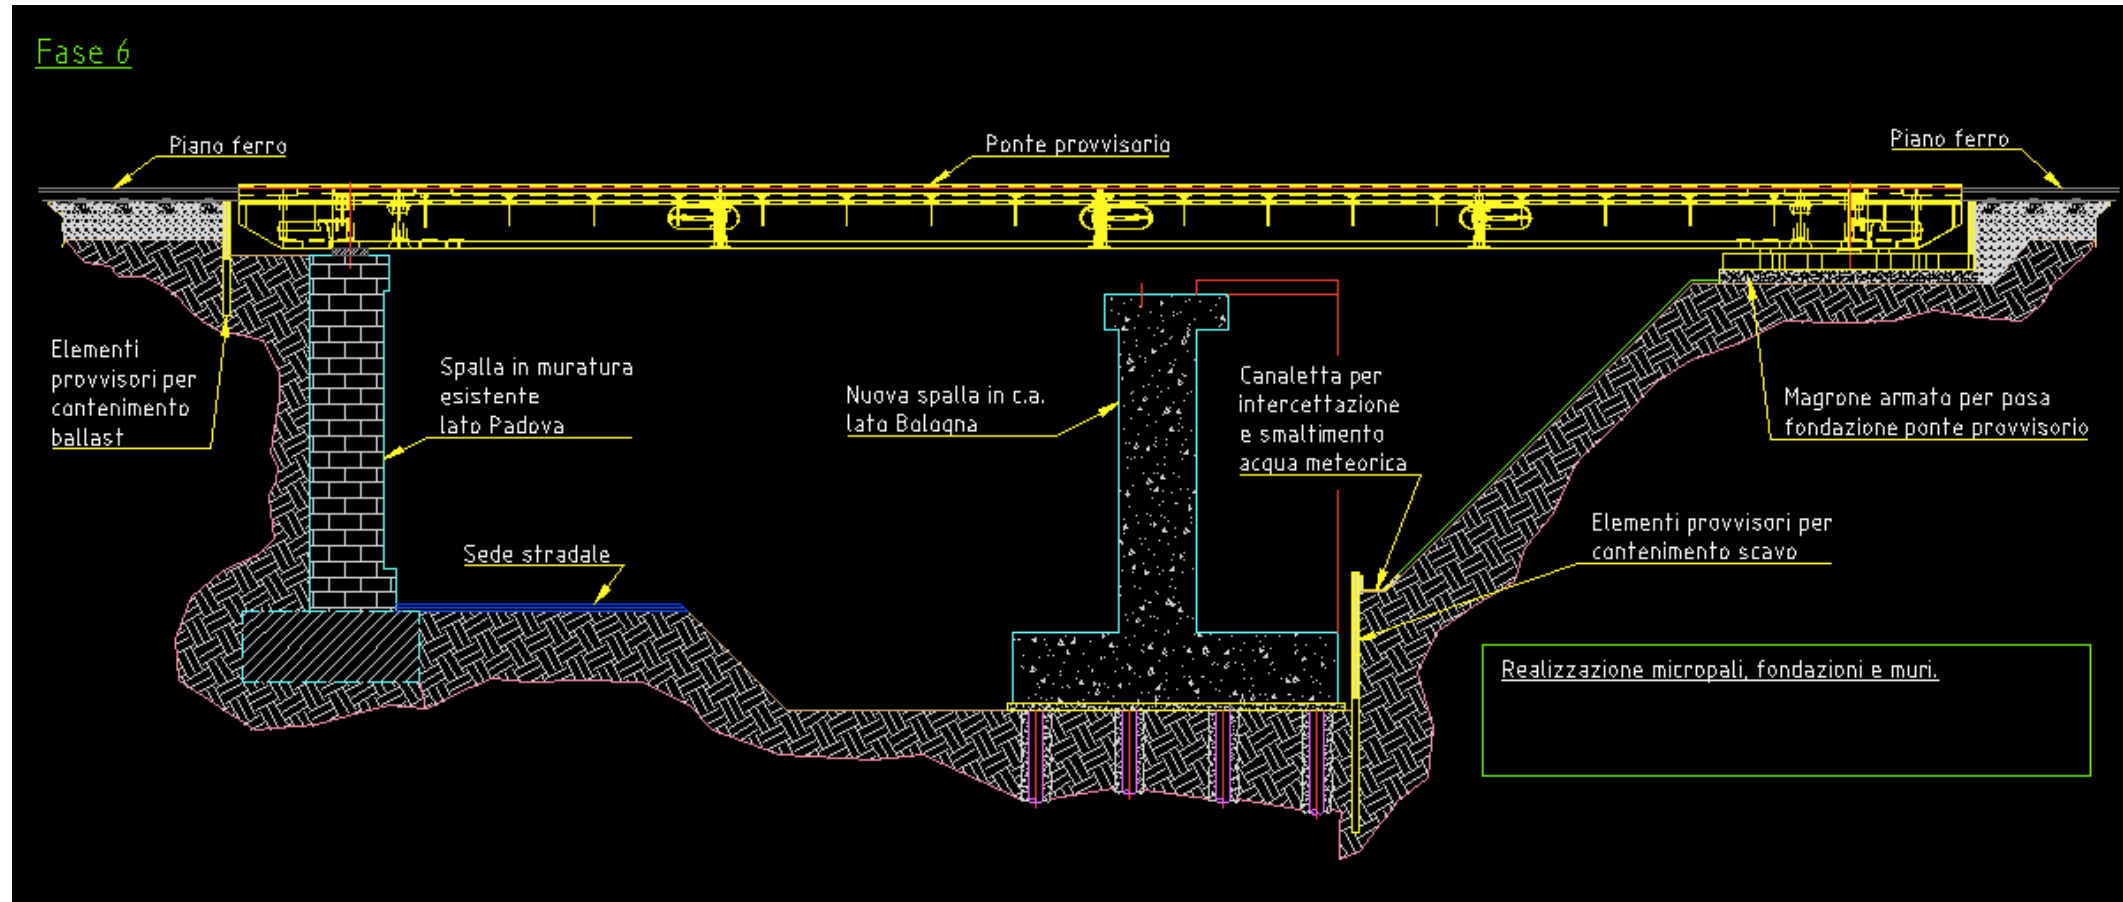 Fase 6
Piano ferro
Ponte provvisorio
Piano ferro
Elementi
provvisori per
contenimento
ballast
Spalla in muratura
esistente
lato Padova
Nuova spalla in c.a.
lato Bologna
Canaletta per
intercettazione
e smaltimento
acqua meteorica
Magrone armato per posa
fondazione ponte provvisorio
Sede stradale
Elementi provvisori per
contenimento scavo
Realizzazione micropali, fondazioni e muri.